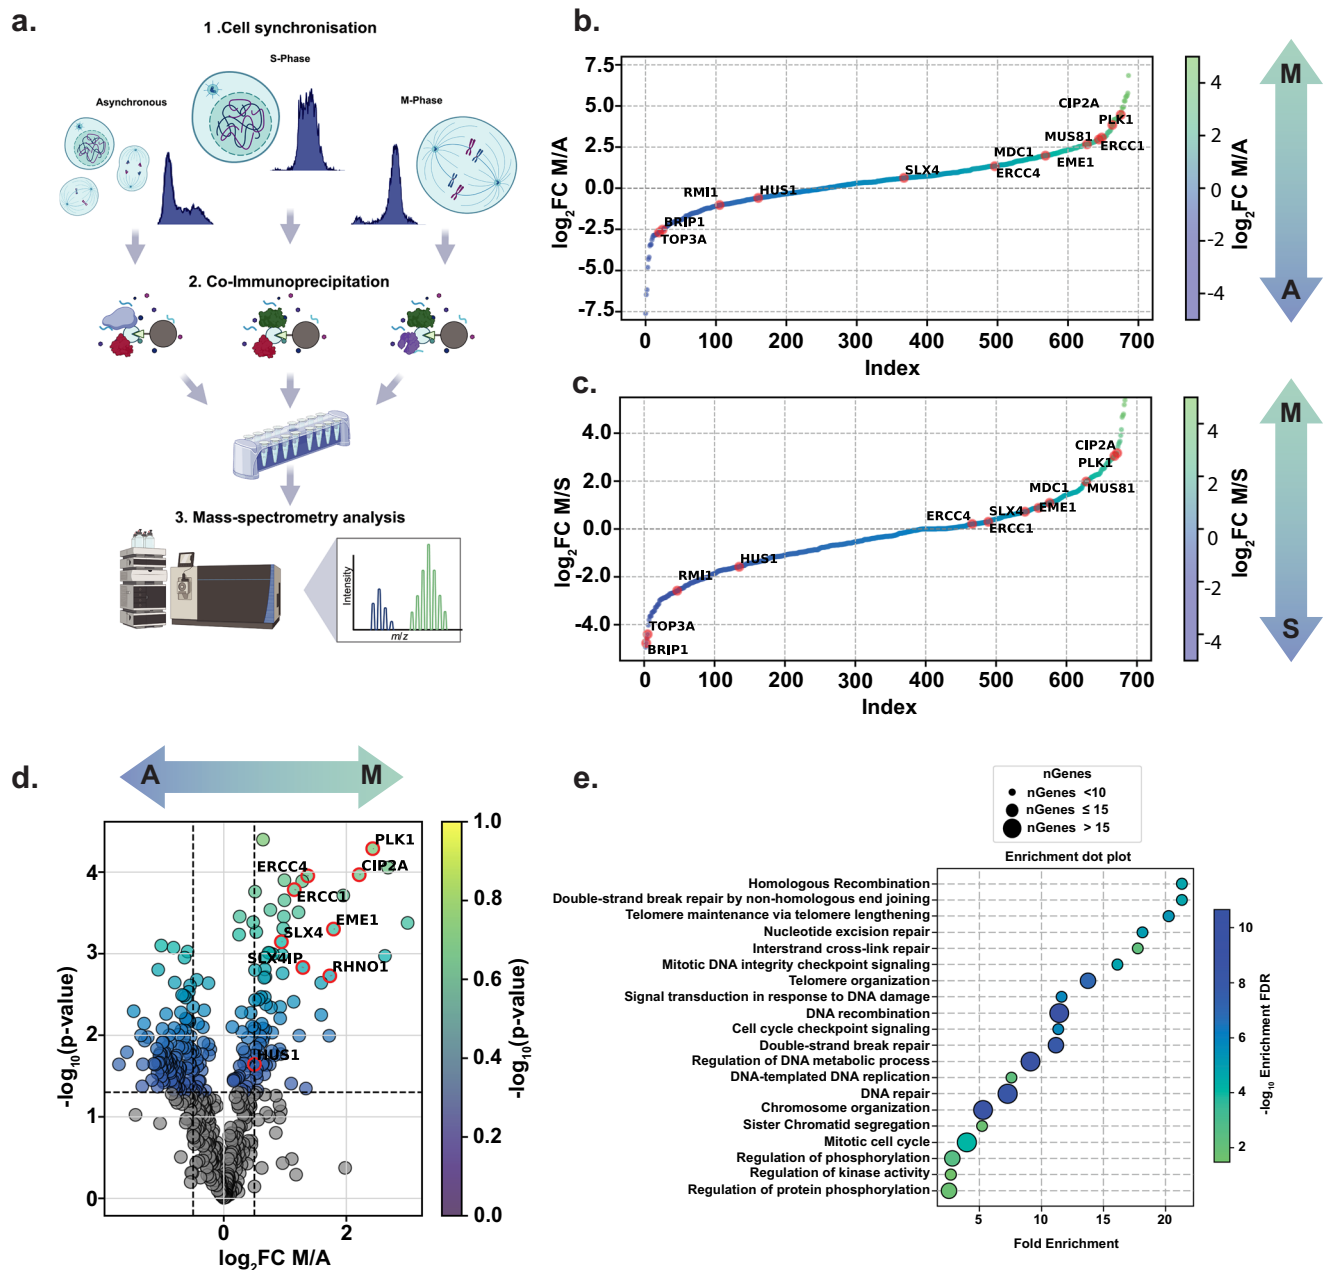 a.
1 .Cell synchronisation
S-Phase
Asynchronous
M-Phase
2. Co-Immunoprecipitation
3. Mass-spectrometry analysis
Intensity
m/z
b.
7.5
5.0
2.5
0.0
-2.5
-5.0
-7.5
log2FC M/A
CIP2A
PLK1
MUS81
ERCC1
MDC1
EME1
SLX4
ERCC4
RMI1
HUS1
BRIP1
TOP3A
0 100 200 300 400 500 600 700
Index
4
2
0
-2
-4
log2FC M/A
M
A
c.
4.0
2.0
0.0
-2.0
-4.0
log2FC M/S
CIP2A
PLK1
MDC1
MUS81
ERCC4
SLX4
EME1
ERCC1
HUS1
RMI1
TOP3A
BRIP1
0 100 200 300 400 500 600 700
Index
4
2
0
-2
-4
log2FC M/S
M
S
d.
A M
4
3
2
1
0
-log10(p-value)
PLK1
ERCC4
CIP2A
ERCC1
EME1
SLX4
SLX4IP
RHNO1
HUS1
0 2
log2FC M/A
1.0
0.8
0.6
0.4
0.2
0.0
-log10(p-value)
e.
nGenes
nGenes <10
nGenes ≤ 15
nGenes > 15
Enrichment dot plot
Homologous Recombination
Double-strand break repair by non-homologous end joining
Telomere maintenance via telomere lengthening
Nucleotide excision repair
Interstrand cross-link repair
Mitotic DNA integrity checkpoint signaling
Telomere organization
Signal transduction in response to DNA damage
DNA recombination
Cell cycle checkpoint signaling
Double-strand break repair
Regulation of DNA metabolic process
DNA-templated DNA replication
DNA repair
Chromosome organization
Sister Chromatid segregation
Mitotic cell cycle
Regulation of phosphorylation
Regulation of kinase activity
Regulation of protein phosphorylation
5 10 15 20
Fold Enrichment
10
8
6
4
2
-log10 Enrichment FDR